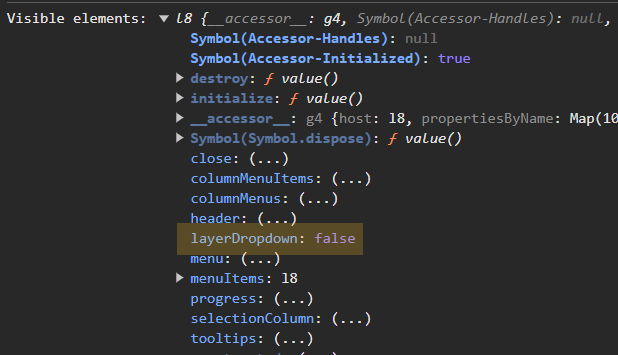 Visible elements: ▼ l8 {__accessor__: g4, Symbol(Accessor-Handles): null,
Symbol(Accessor-Handles): null
Symbol(Accessor-Initialized): true
▶ destroy: ƒ value()
▶ initialize: ƒ value()
▶ __accessor__: g4 {host: l8, propertiesByName: Map(10
▶ Symbol(Symbol.dispose): ƒ value()
close: (...)
columnMenuItems: (...)
columnMenus: (...)
header: (...)
layerDropdown: false
menu: (...)
▶ menuItems: l8
progress: (...)
selectionColumn: (...)
tooltips: (...)